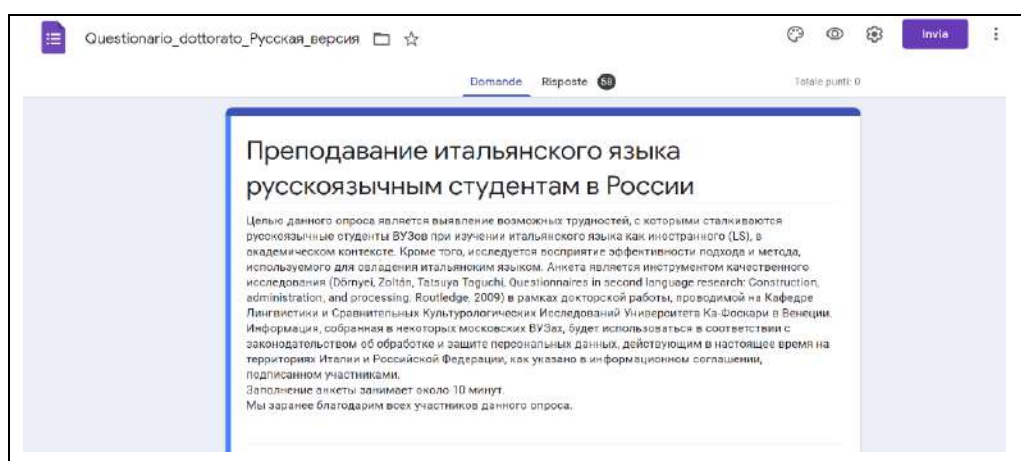 Questionario_dottorato_Русская_версия
Invia
Domande Risposte 58 Totale punti: 0
Преподавание итальянского языка
русскоязычным студентам в России
Целью данного опроса является выявление возможных трудностей, с которыми сталкиваются
русскоязычные студенты ВУЗов при изучении итальянского языка как иностранного (LS), в
академическом контексте. Кроме того, исследуется восприятие эффективности подхода и метода,
используемого для овладения итальянским языком. Анкета является инструментом качественного
исследования (Dörnyei, Zoltán, Tatsuya Taguchi, Questionnaires in second language research: Construction,
administration, and processing. Routledge, 2009) в рамках докторской работы, проводимой на Кафедре
Лингвистики и Сравнительных Культурологических Исследований Университета Ка-Фоскари в Венеции.
Информация, собранная в некоторых московских ВУЗах, будет использоваться в соответствии с
законодательством об обработке и защите персональных данных, действующим в настоящее время на
территориях Италии и Российской Федерации, как указано в информационном соглашении,
подписанном участниками.
Заполнение анкеты занимает около 10 минут.
Мы заранее благодарим всех участников данного опроса.